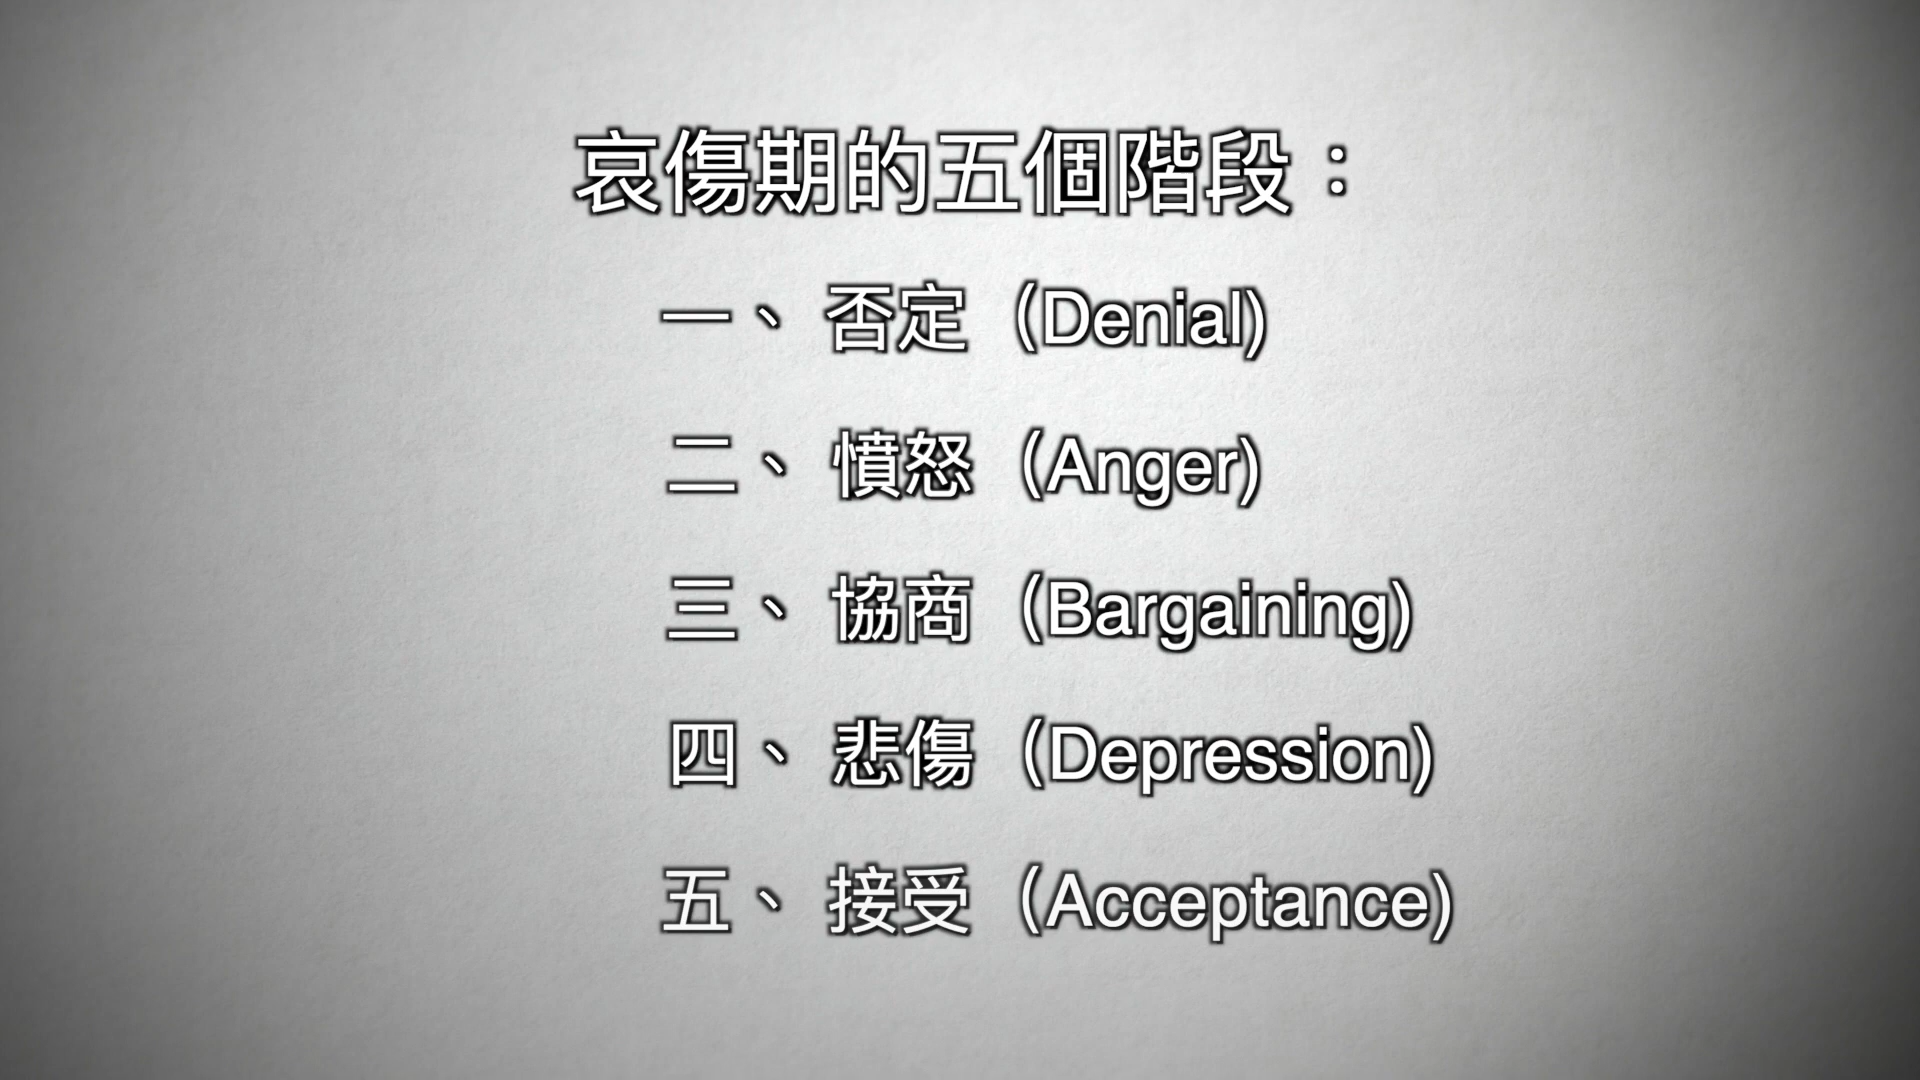 哀傷期的五個階段：
一、 否定（Denial)
二、 憤怒（Anger)
三、 協商（Bargaining)
四、 悲傷（Depression)
五、 接受（Acceptance)